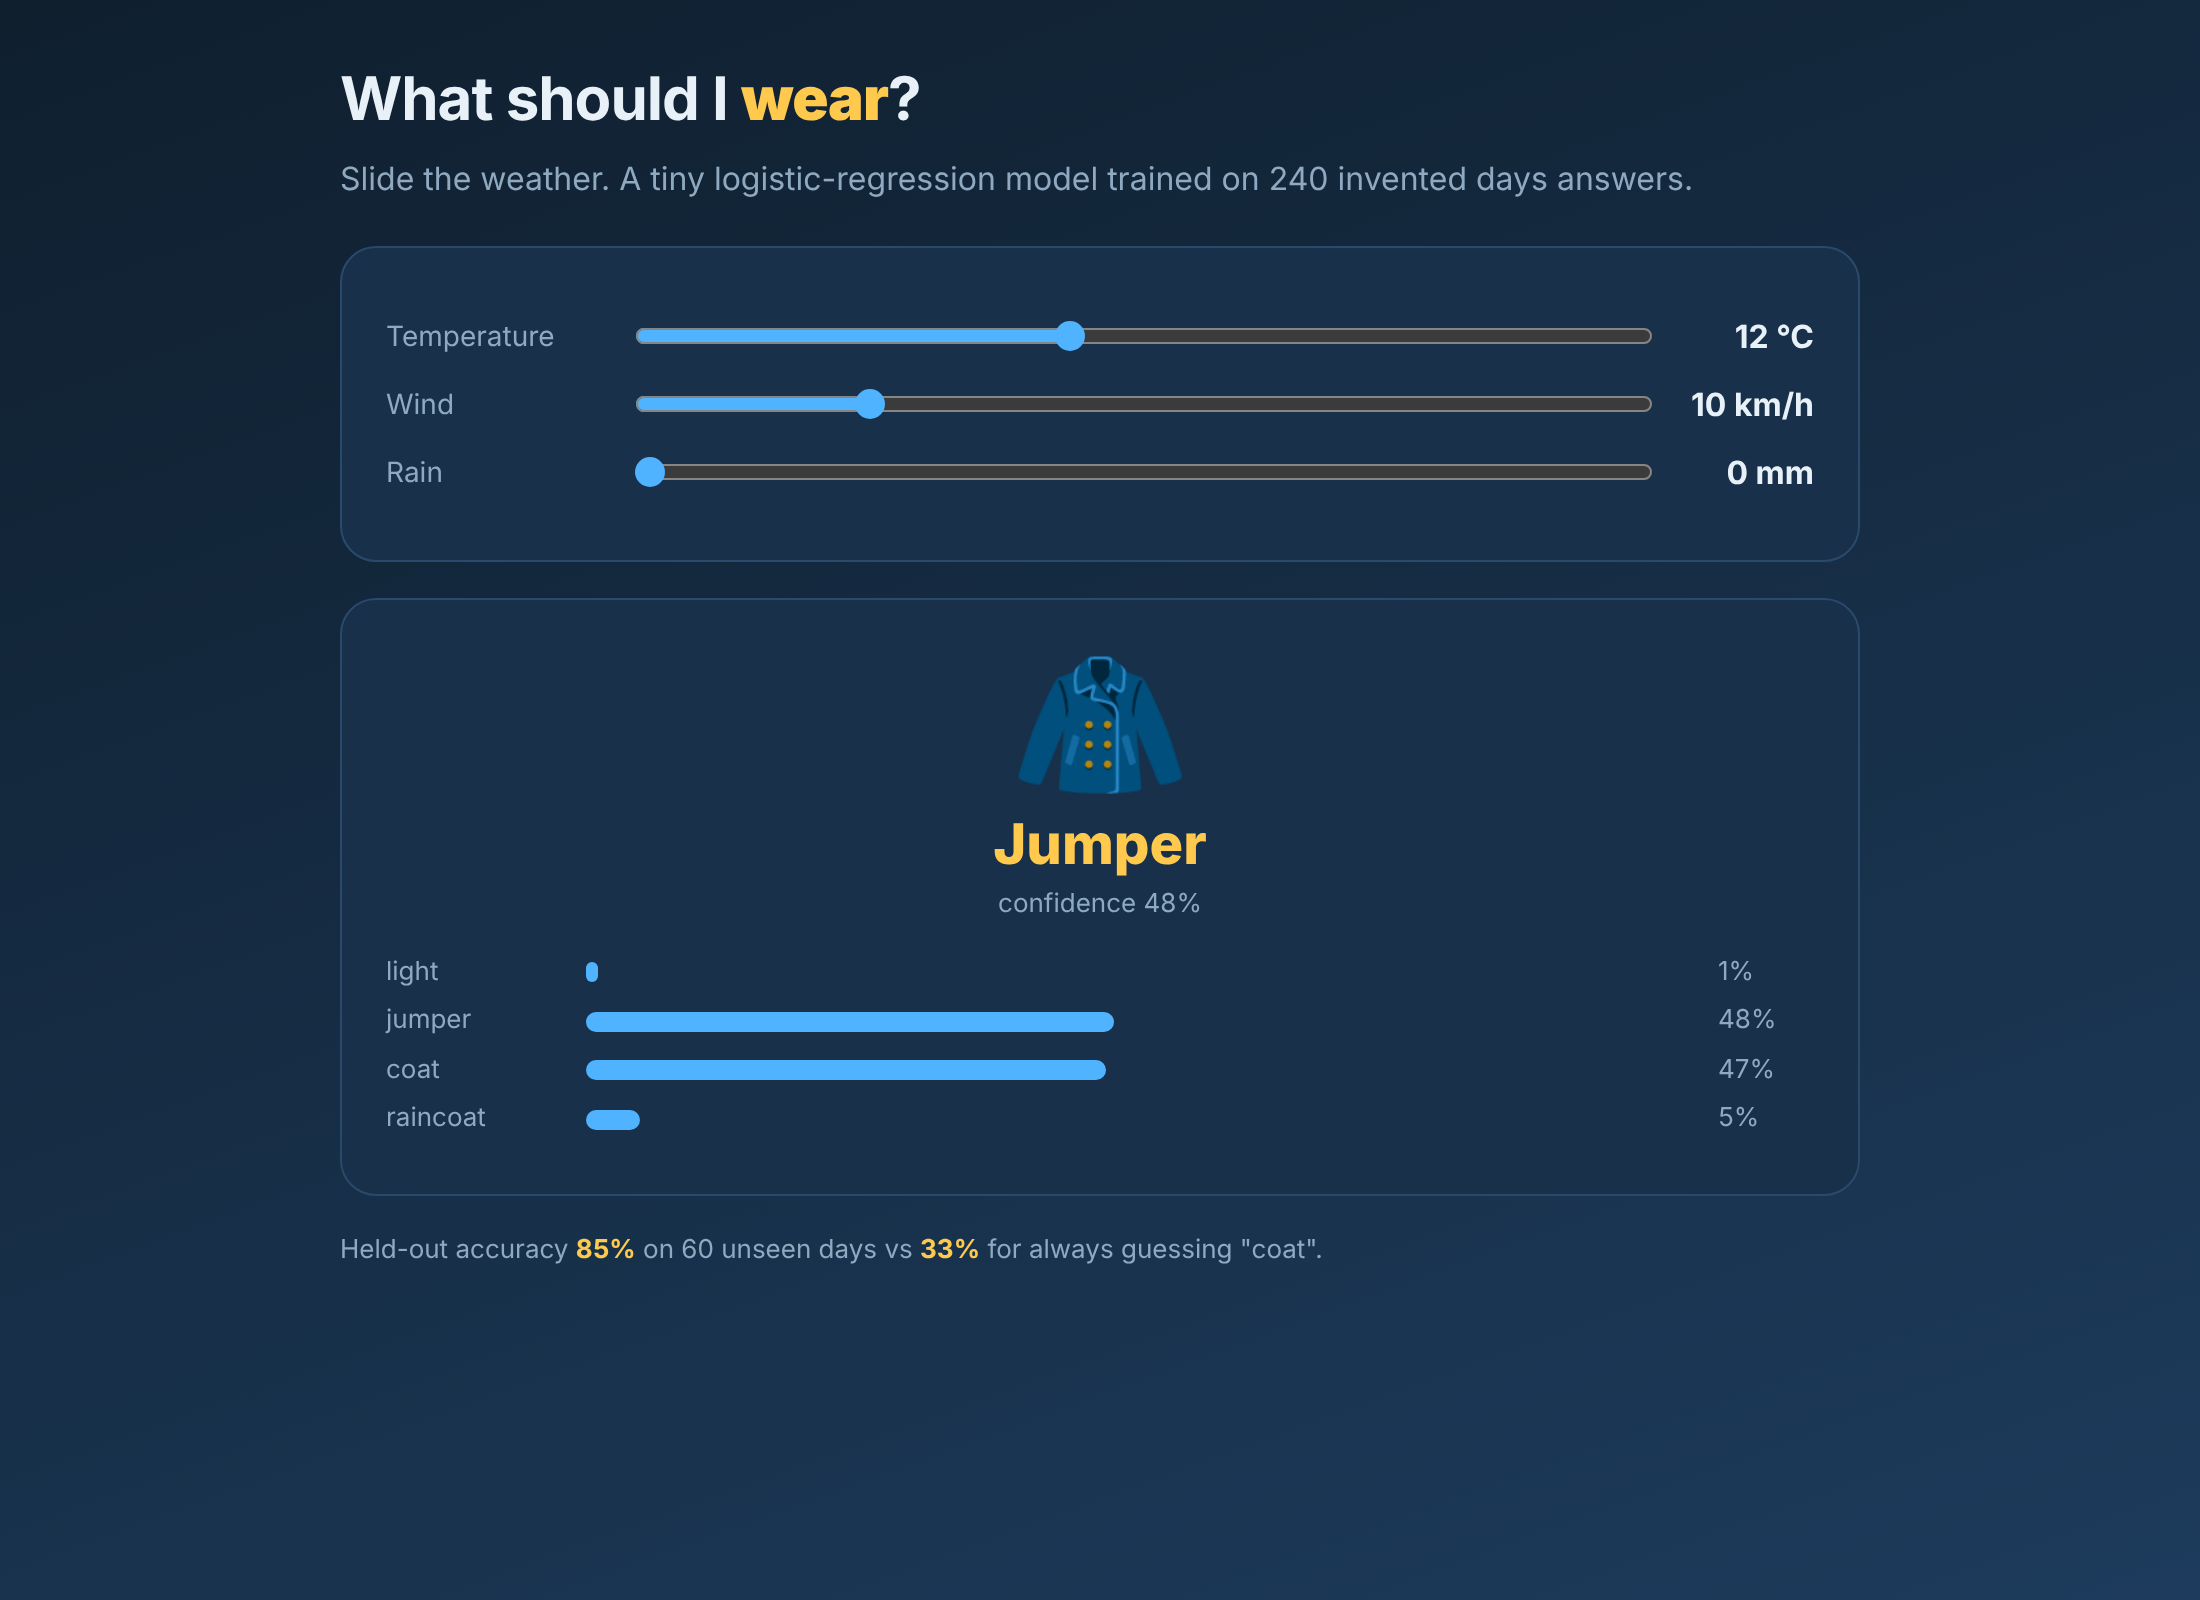 What should I wear?
Slide the weather. A tiny logistic-regression model trained on 240 invented days answers.
Temperature 12 °C
Wind 10 km/h
Rain 0 mm
Jumper
confidence 48%
light 1%
jumper 48%
coat 47%
raincoat 5%
Held-out accuracy 85% on 60 unseen days vs 33% for always guessing "coat".